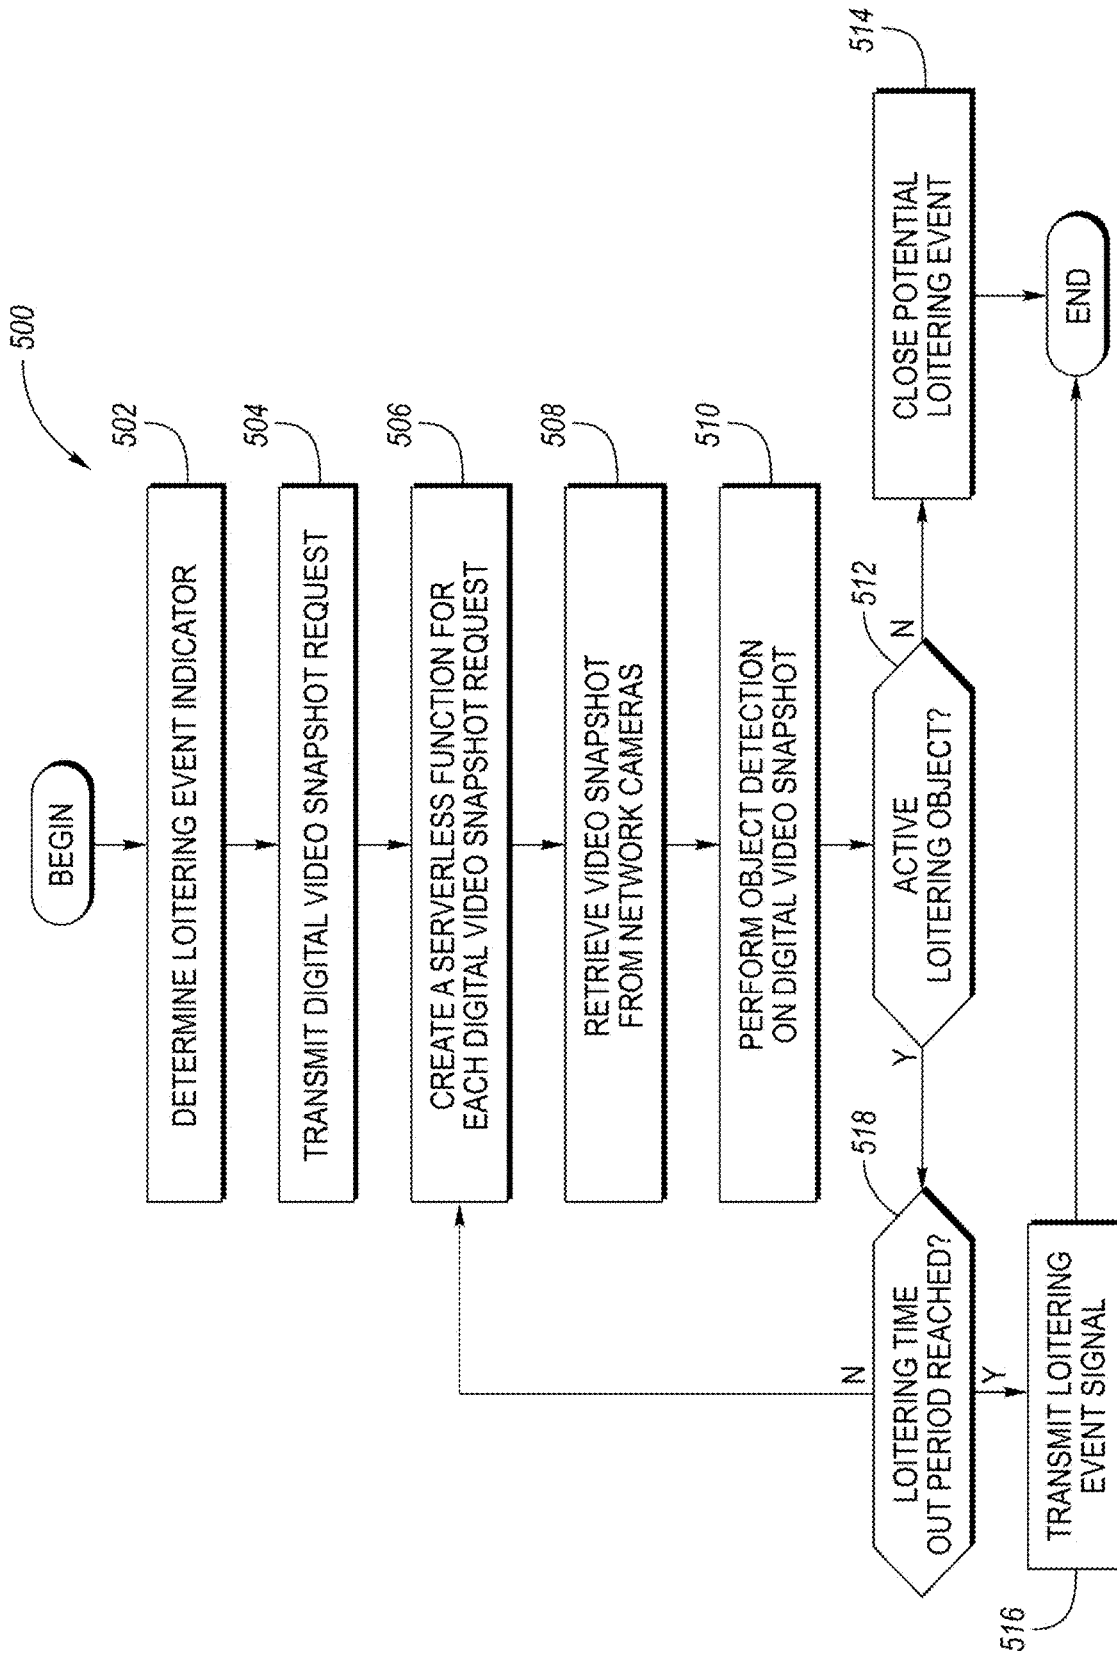 500
BEGIN
502
DETERMINE LOITERING EVENT INDICATOR
504
TRANSMIT DIGITAL VIDEO SNAPSHOT REQUEST
506
CREATE A SERVERLESS FUNCTION FOR
EACH DIGITAL VIDEO SNAPSHOT REQUEST
508
RETRIEVE VIDEO SNAPSHOT
FROM NETWORK CAMERAS
510
PERFORM OBJECT DETECTION
ON DIGITAL VIDEO SNAPSHOT
512
ACTIVE
LOITERING OBJECT?
N
514
CLOSE POTENTIAL
LOITERING EVENT
Y
518
LOITERING TIME
OUT PERIOD REACHED?
N
Y
516
TRANSMIT LOITERING
EVENT SIGNAL
END